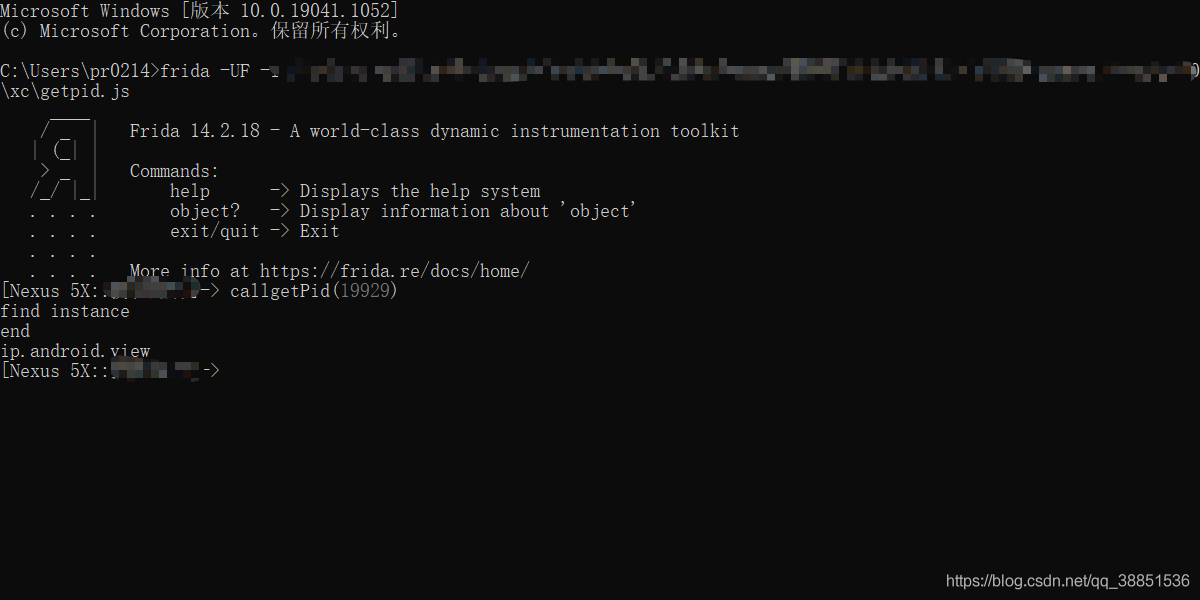 Microsoft Windows [版本 10.0.19041.1052]
(c) Microsoft Corporation。保留所有权利。
C:\Users\pr0214>frida -UF -
\xc\getpid.js
Frida 14.2.18 - A world-class dynamic instrumentation toolkit
Commands:
help -> Displays the help system
object? -> Display information about 'object'
exit/quit -> Exit
. . . .
. . . .
. . . .
. . . . More info at https://frida.re/docs/home/
[Nexus 5X:: -> callgetPid(19929)
find instance
end
ip.android.view
[Nexus 5X:: ->
https://blog.csdn.net/qq_38851536